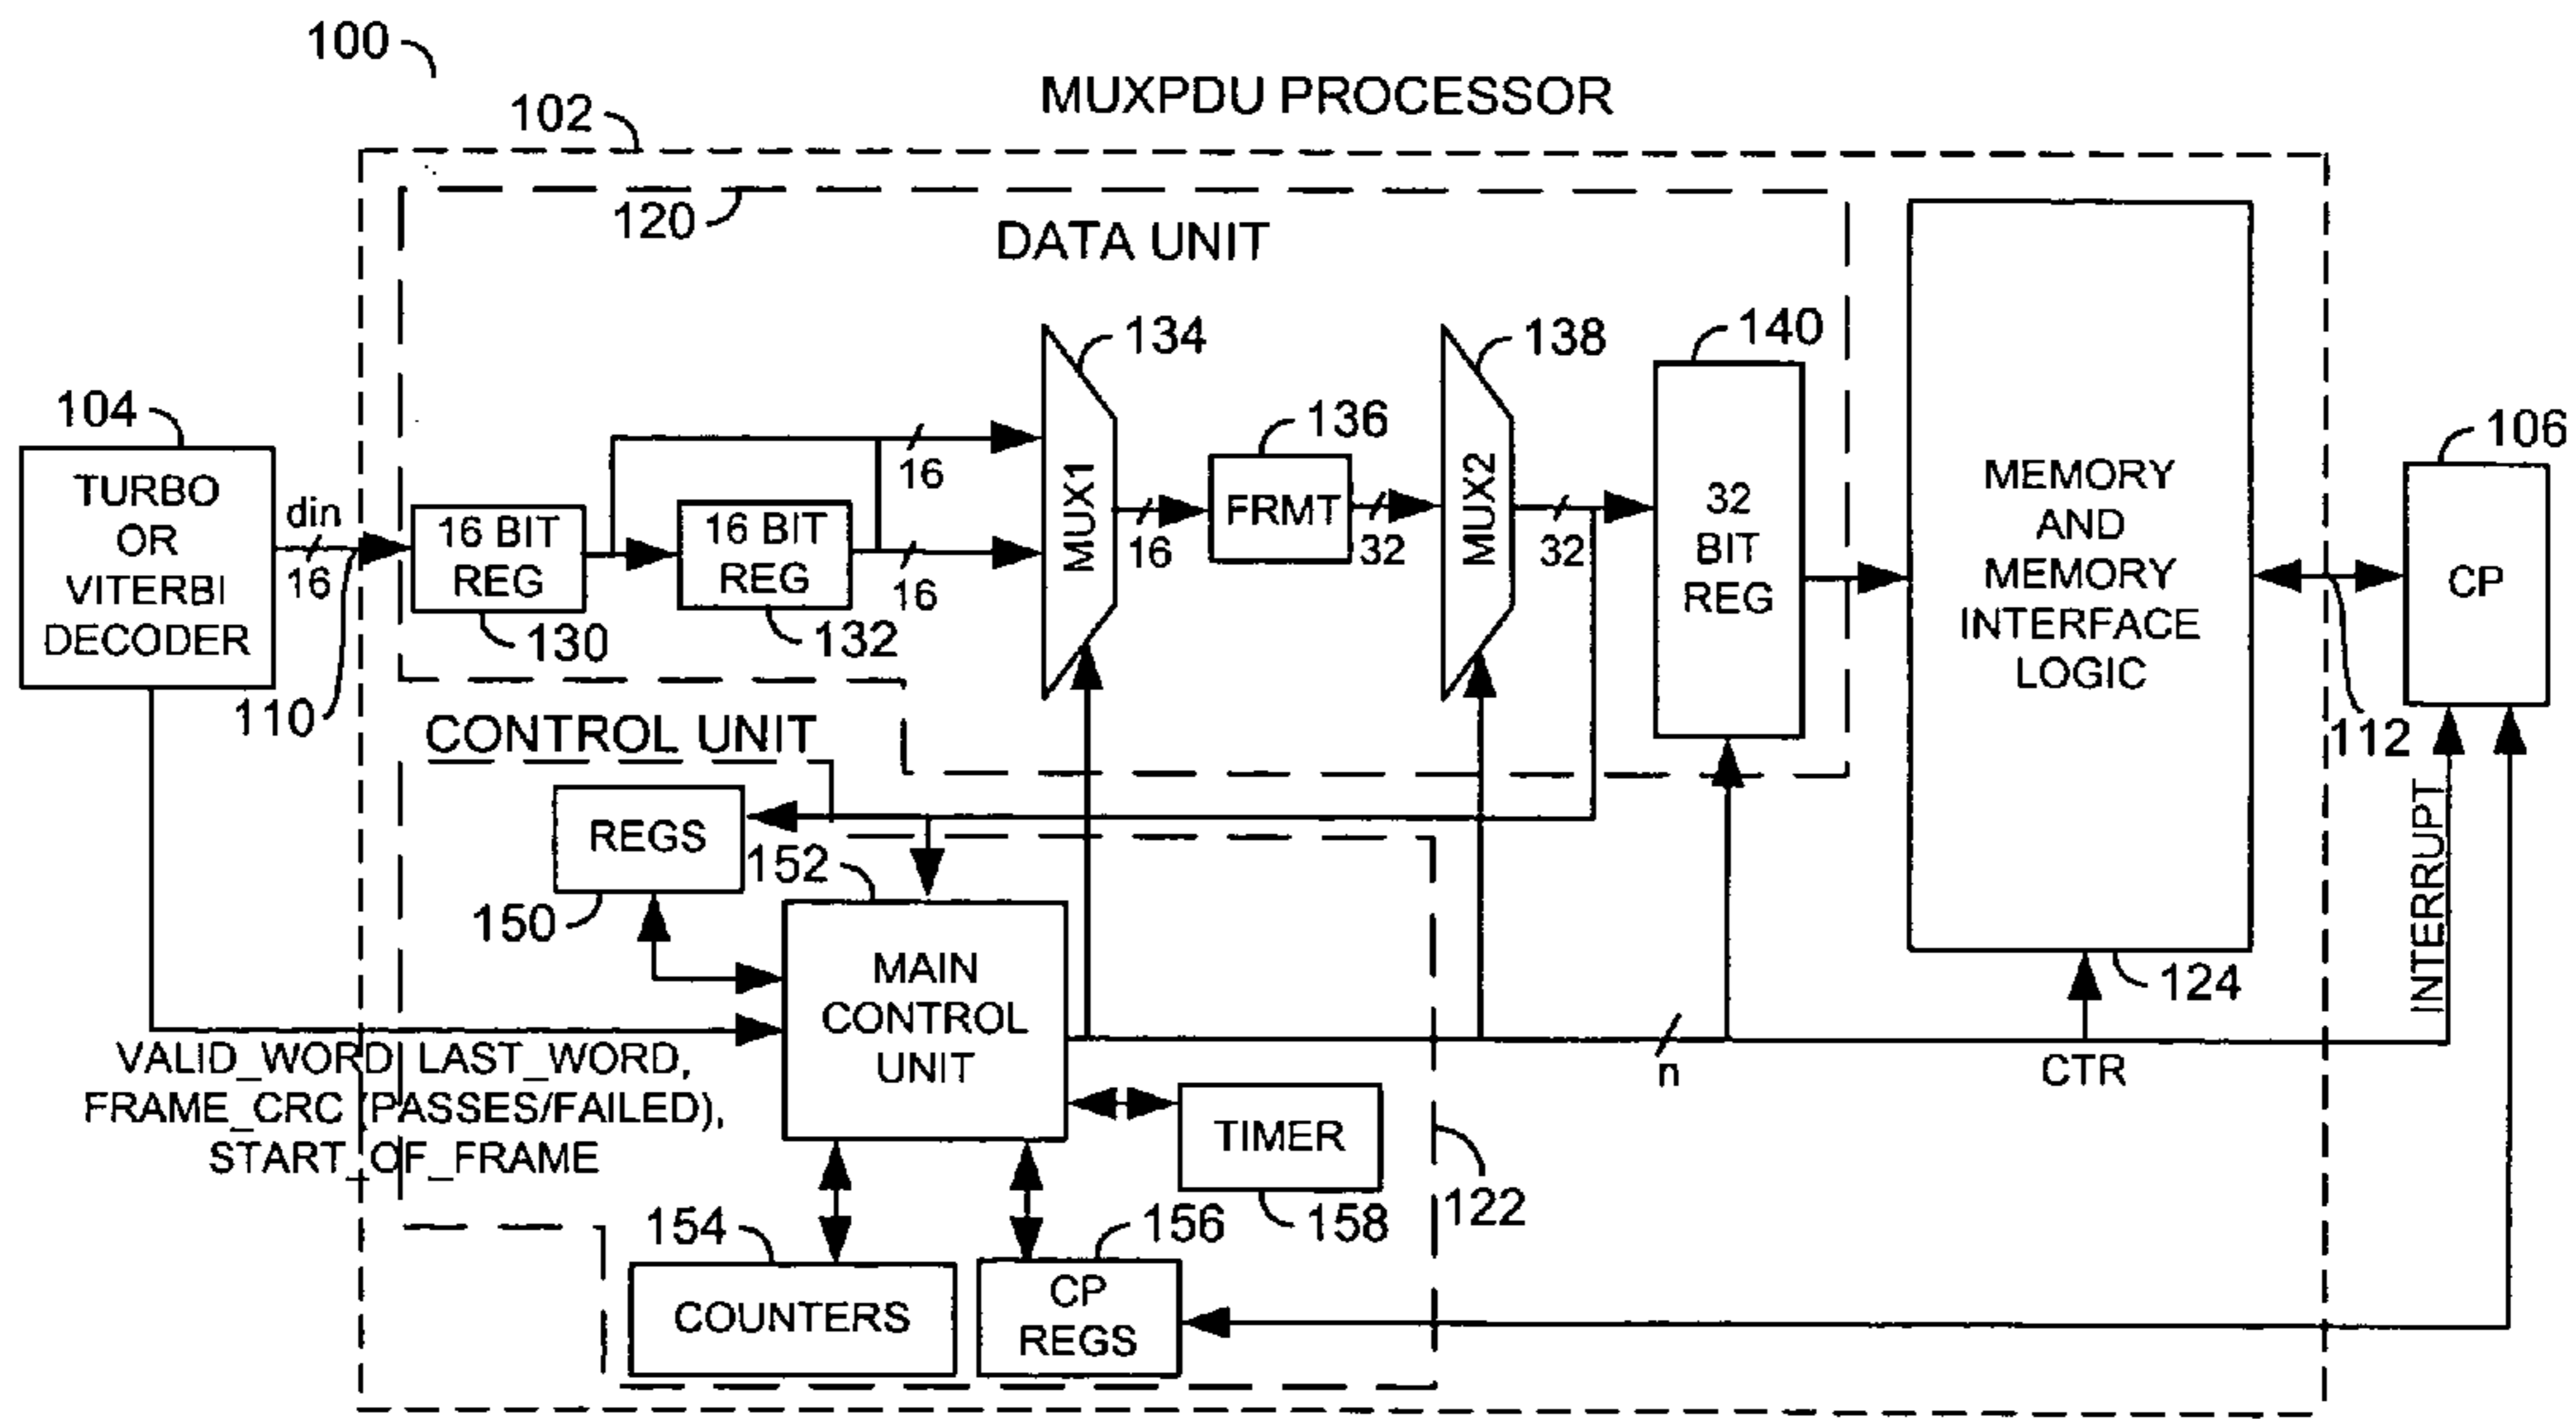 100
MUXPDU PROCESSOR
102
120
DATA UNIT
104
TURBO
OR
VITERBI
DECODER
din
16
110
16 BIT
REG
130
16 BIT
REG
132
16
16
134
MUX1
16
136
FRMT
32
138
MUX2
32
140
32
BIT
REG
MEMORY
AND
MEMORY
INTERFACE
LOGIC
124
106
CP
112
INTERRUPT
CONTROL UNIT
REGS
150
152
MAIN
CONTROL
UNIT
VALID_WORD, LAST_WORD,
FRAME_CRC (PASSES/FAILED),
START_OF_FRAME
n
CTR
TIMER
158
122
154
COUNTERS
156
CP
REGS